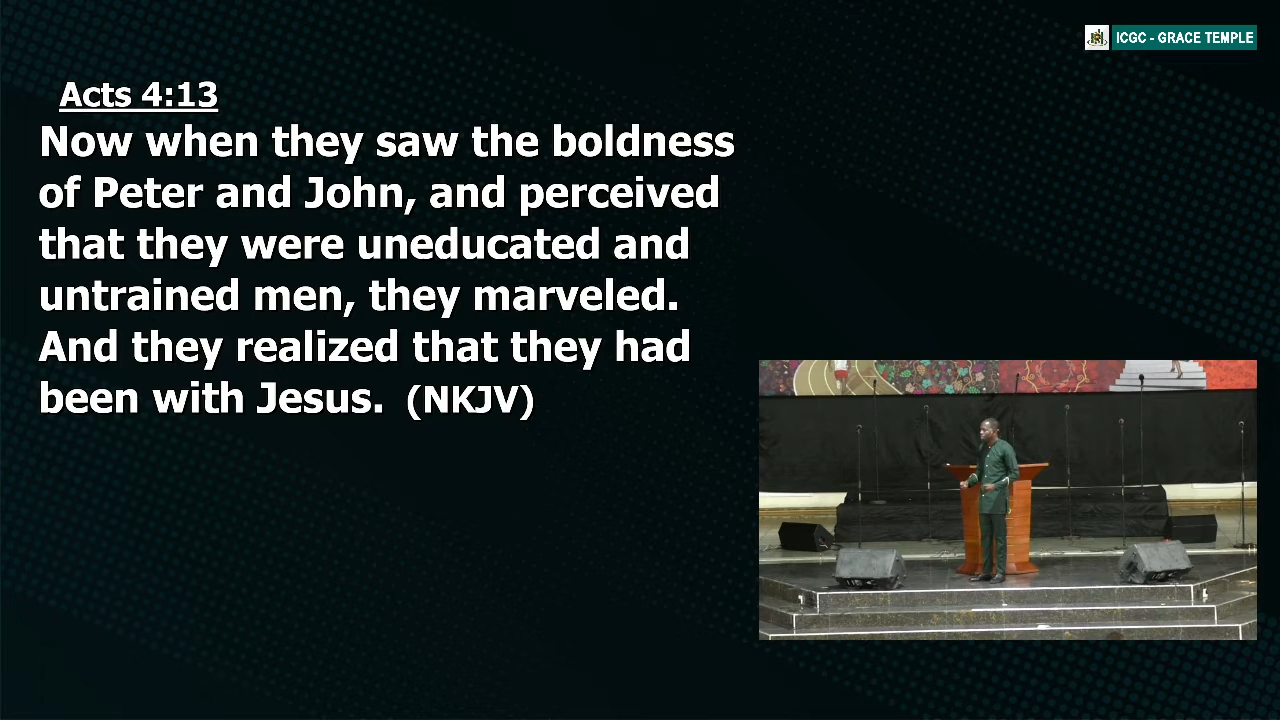 ICGC - GRACE TEMPLE
Acts 4:13
Now when they saw the boldness
of Peter and John, and perceived
that they were uneducated and
untrained men, they marveled.
And they realized that they had
been with Jesus. (NKJV)